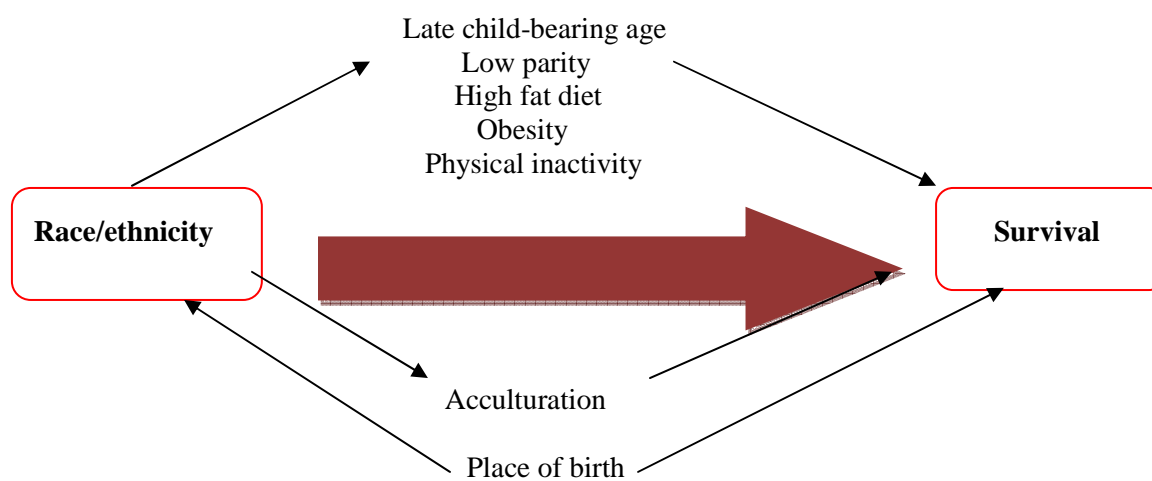 Late child-bearing age
Low parity
High fat diet
Obesity
Physical inactivity
Race/ethnicity
Survival
Acculturation
Place of birth